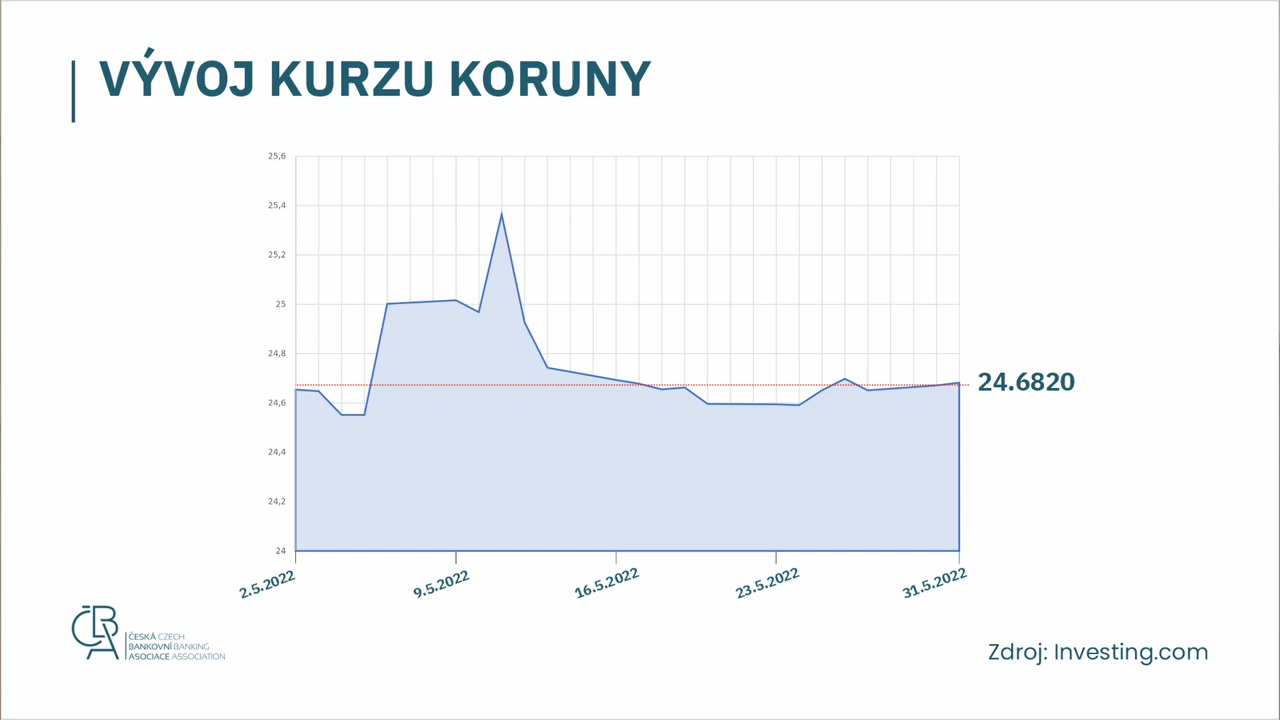 VÝVOJ KURZU KORUNY
25,6
25,4
25,2
25
24,8
24,6
24,4
24,2
24
24.6820
2.5.2022
9.5.2022
16.5.2022
23.5.2022
31.5.2022
ČBA
ČESKÁ CZECH
BANKOVNÍ BANKING
ASOCIACE ASSOCIATION
Zdroj: Investing.com